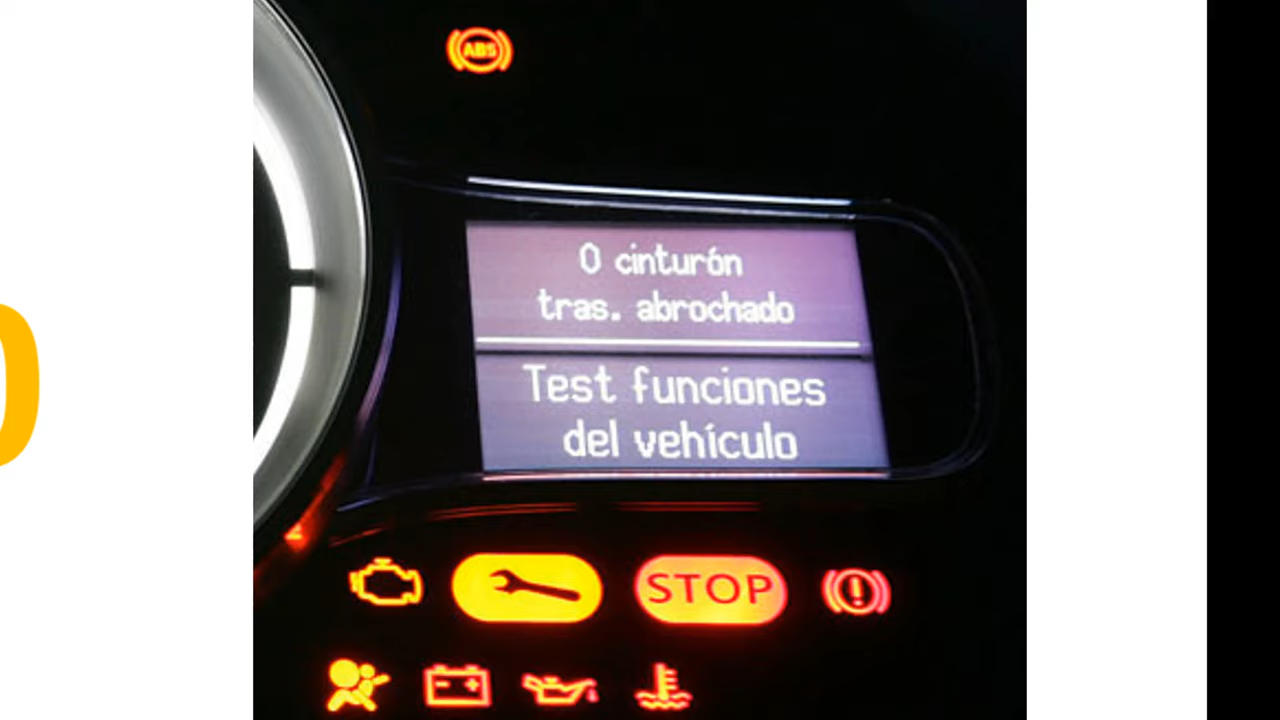 ABS
0 cinturón
tras. abrochado
Test funciones
del vehículo
STOP